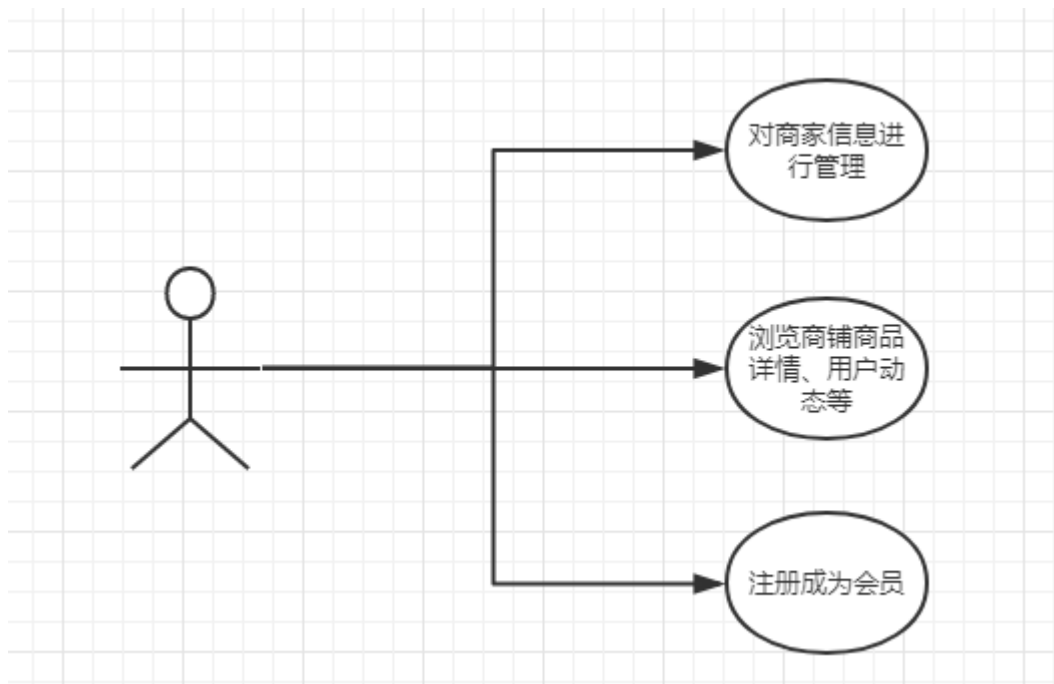 对商家信息进
行管理
浏览商铺商品
详情、用户动
态等
注册成为会员